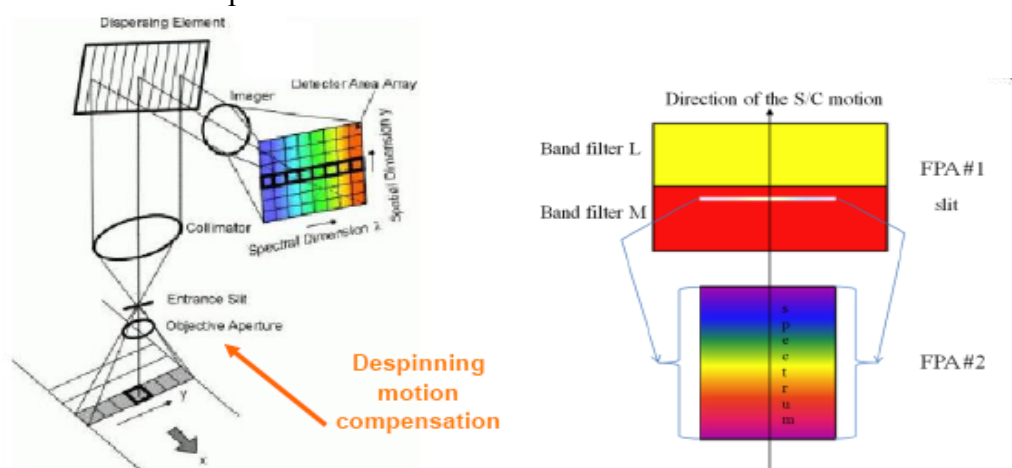 Dispersing Element
Detector Area Array
Imager
Spatial Dimension y
Spectral Dimension λ
Collimator
Entrance Slit
Objective Aperture
y
x
Despinning
motion
compensation
Direction of the S/C motion
Band filter L
FPA#1
slit
Band filter M
spectrum
FPA#2